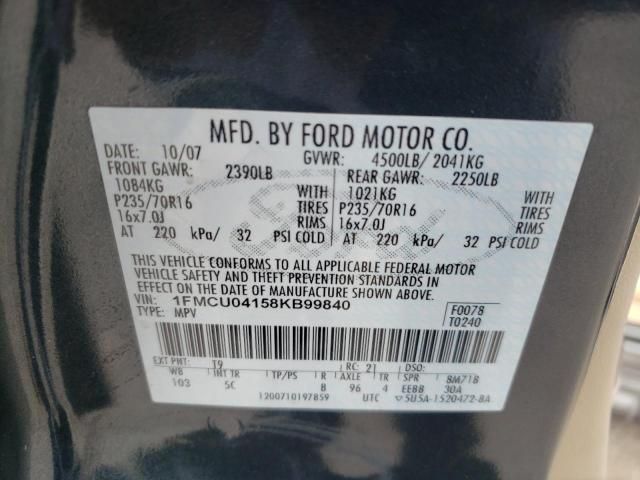 MFD. BY FORD MOTOR CO.
DATE: 10/07 GVWR: 4500LB/ 2041KG
FRONT GAWR: 2390LB REAR GAWR: 2250LB
1084KG WITH 1021KG WITH
P235/70R16 TIRES P235/70R16 TIRES
16x7.0J RIMS 16x7.0J RIMS
AT 220 kPa/ 32 PSI COLD AT 220 kPa/ 32 PSI COLD
THIS VEHICLE CONFORMS TO ALL APPLICABLE FEDERAL MOTOR
VEHICLE SAFETY AND THEFT PREVENTION STANDARDS IN
EFFECT ON THE DATE OF MANUFACTURE SHOWN ABOVE.
VIN: 1FMCU04158KB99840 F0078
TYPE: MPV T0240
EXT PNT: T9 RC: 21 DSO:
WB INT TR TP/PS R AXLE TR SPR 8M718
103 5C B 96 4 EEBB 30A
1200710197859 UTC 5U5A-1520472-BA
Ford